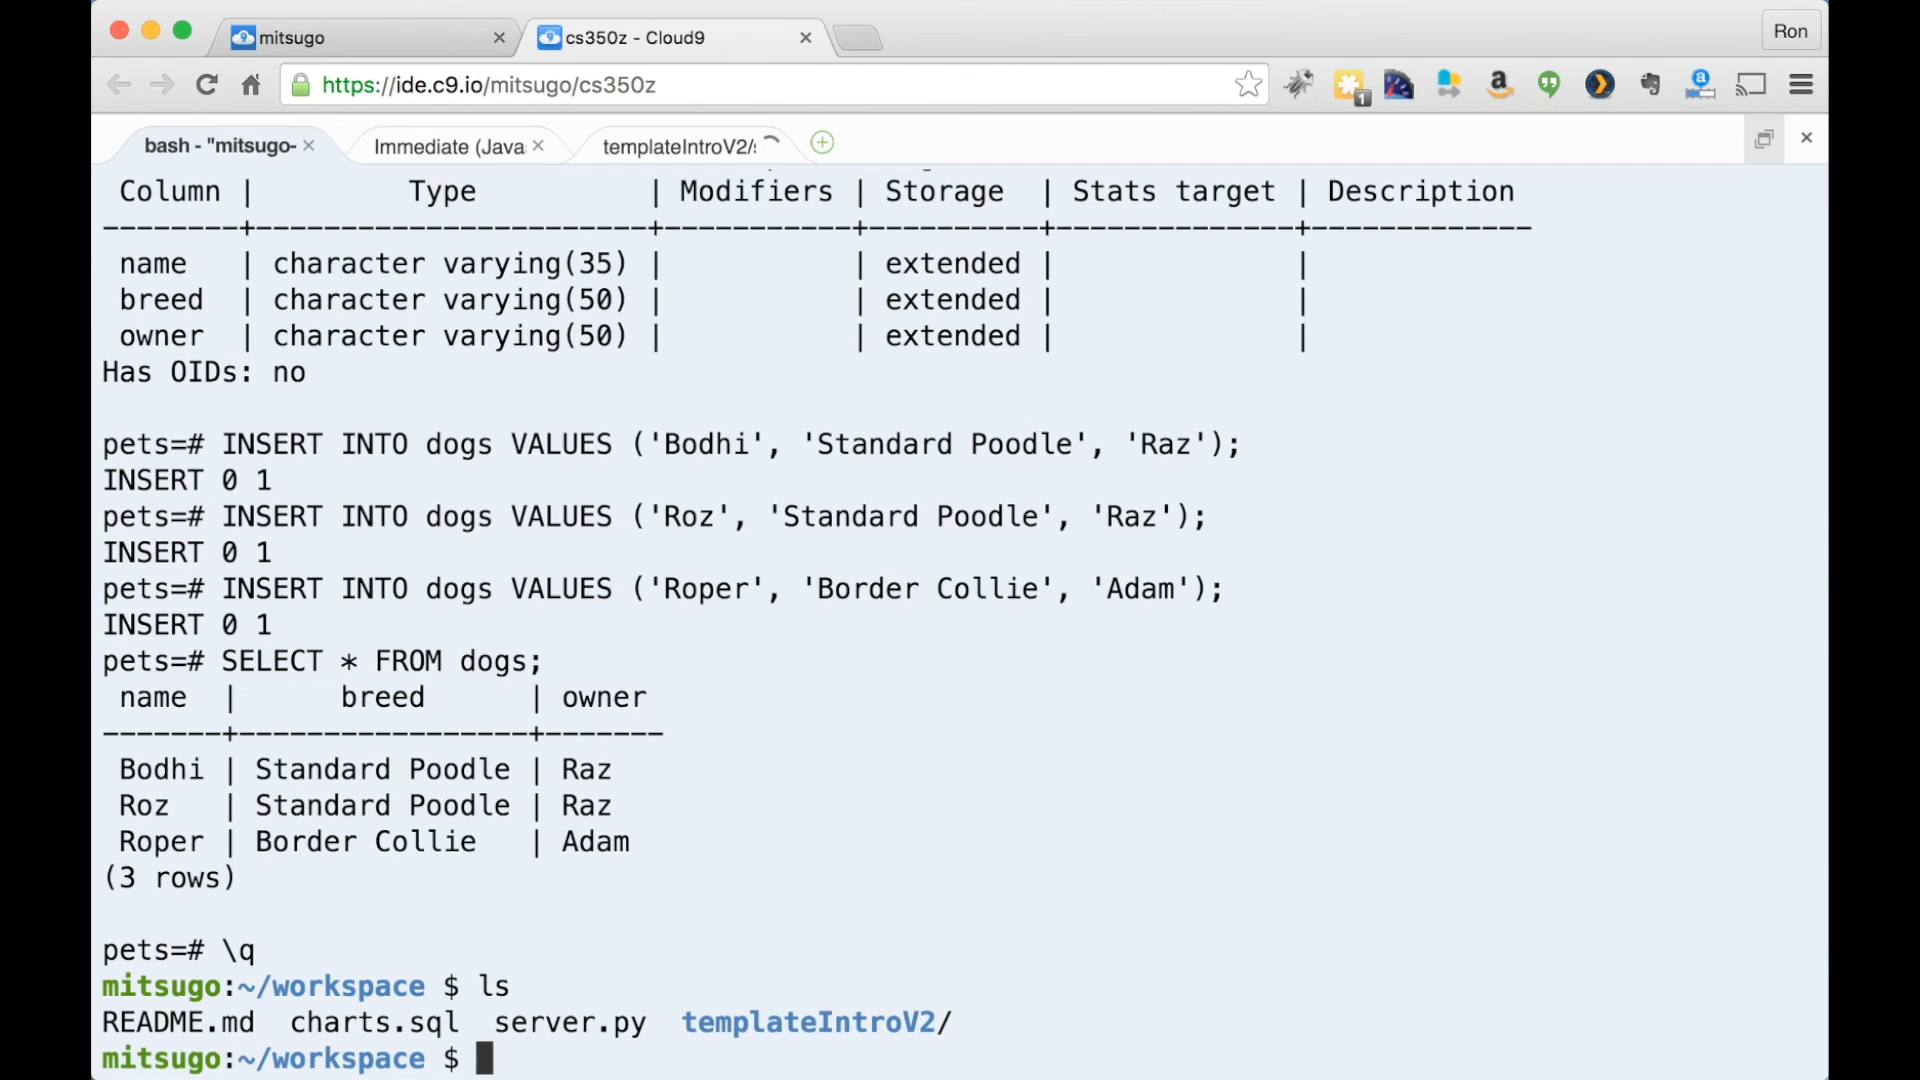 mitsugo
cs350z - Cloud9
Ron
https://ide.c9.io/mitsugo/cs350z
1
bash - "mitsugo-
Immediate (Java
templateIntroV2/
Column | Type | Modifiers | Storage | Stats target | Description
--------+-----------------------+-----------+----------+--------------+-------------
name | character varying(35) | | extended | |
breed | character varying(50) | | extended | |
owner | character varying(50) | | extended | |
Has OIDs: no
pets=# INSERT INTO dogs VALUES ('Bodhi', 'Standard Poodle', 'Raz');
INSERT 0 1
pets=# INSERT INTO dogs VALUES ('Roz', 'Standard Poodle', 'Raz');
INSERT 0 1
pets=# INSERT INTO dogs VALUES ('Roper', 'Border Collie', 'Adam');
INSERT 0 1
pets=# SELECT * FROM dogs;
name | breed | owner
-------+-----------------+-------
Bodhi | Standard Poodle | Raz
Roz | Standard Poodle | Raz
Roper | Border Collie | Adam
(3 rows)
pets=# \q
mitsugo:~/workspace $ ls
README.md charts.sql server.py templateIntroV2/
mitsugo:~/workspace $